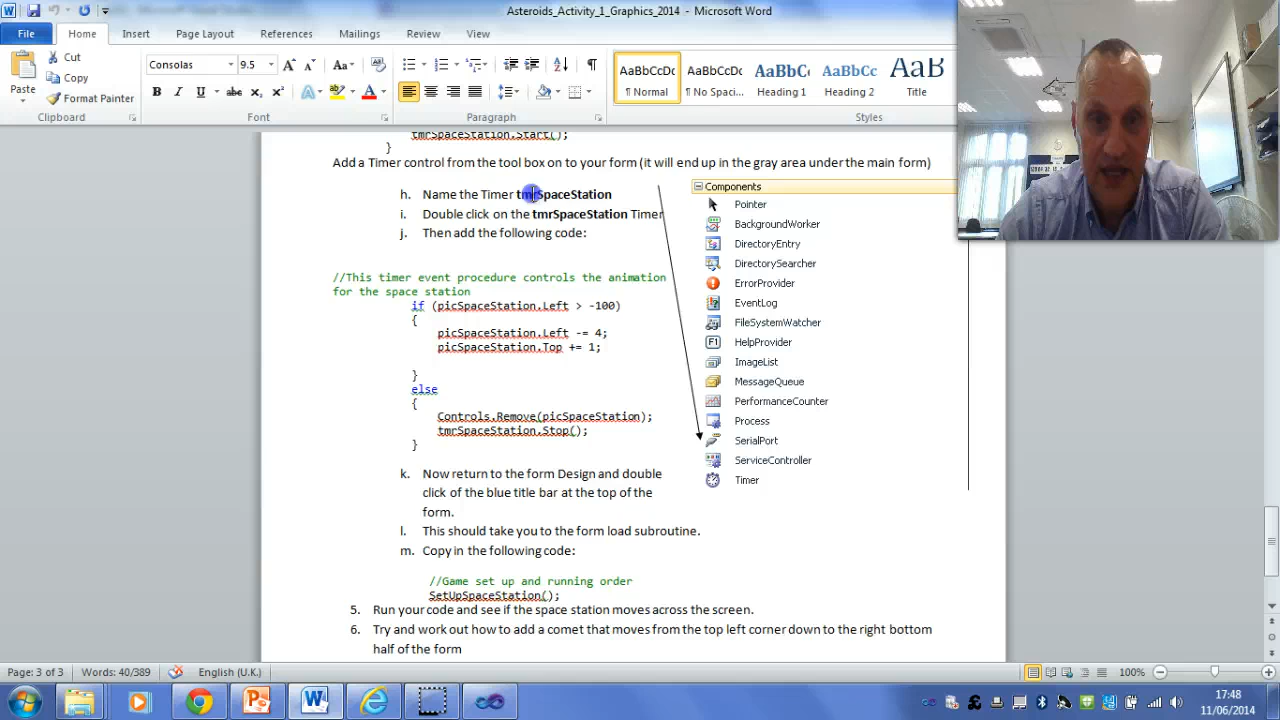 Asteroids_Activity_1_Graphics_2014 - Microsoft Word
File Home Insert Page Layout References Mailings Review View
Paste
Cut
Copy
Format Painter
Clipboard
Consolas 9.5
Font
Paragraph
AaBbCcDc AaBbCcDc AaBbC AaBbCc AaB
¶ Normal ¶ No Spaci... Heading 1 Heading 2 Title
Styles
tmrSpaceStation.Start();
}
Add a Timer control from the tool box on to your form (it will end up in the gray area under the main form)
h. Name the Timer tmrSpaceStation
i. Double click on the tmrSpaceStation Timer
j. Then add the following code:
//This timer event procedure controls the animation
for the space station
if (picSpaceStation.Left > -100)
{
picSpaceStation.Left -= 4;
picSpaceStation.Top += 1;
}
else
{
Controls.Remove(picSpaceStation);
tmrSpaceStation.Stop();
}
k. Now return to the form Design and double
click of the blue title bar at the top of the
form.
l. This should take you to the form load subroutine.
m. Copy in the following code:
//Game set up and running order
SetUpSpaceStation();
5. Run your code and see if the space station moves across the screen.
6. Try and work out how to add a comet that moves from the top left corner down to the right bottom
half of the form
Components
Pointer
BackgroundWorker
DirectoryEntry
DirectorySearcher
ErrorProvider
EventLog
FileSystemWatcher
HelpProvider
ImageList
MessageQueue
PerformanceCounter
Process
SerialPort
ServiceController
Timer
Page: 3 of 3 Words: 40/389 English (U.K.) 100%
17:48
11/06/2014